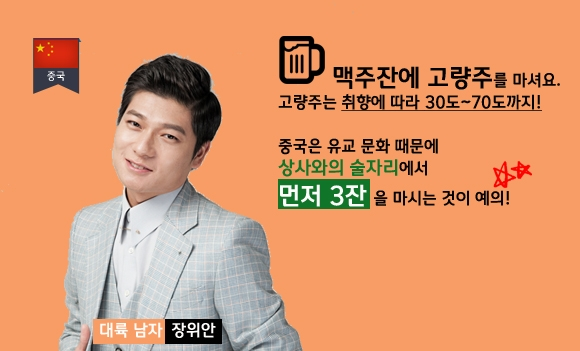 중국
맥주잔에 고량주를 마셔요.
고량주는 취향에 따라 30도~70도까지!
중국은 유교 문화 때문에
상사와의 술자리에서
먼저 3잔 을 마시는 것이 예의!
대륙 남자 장위안